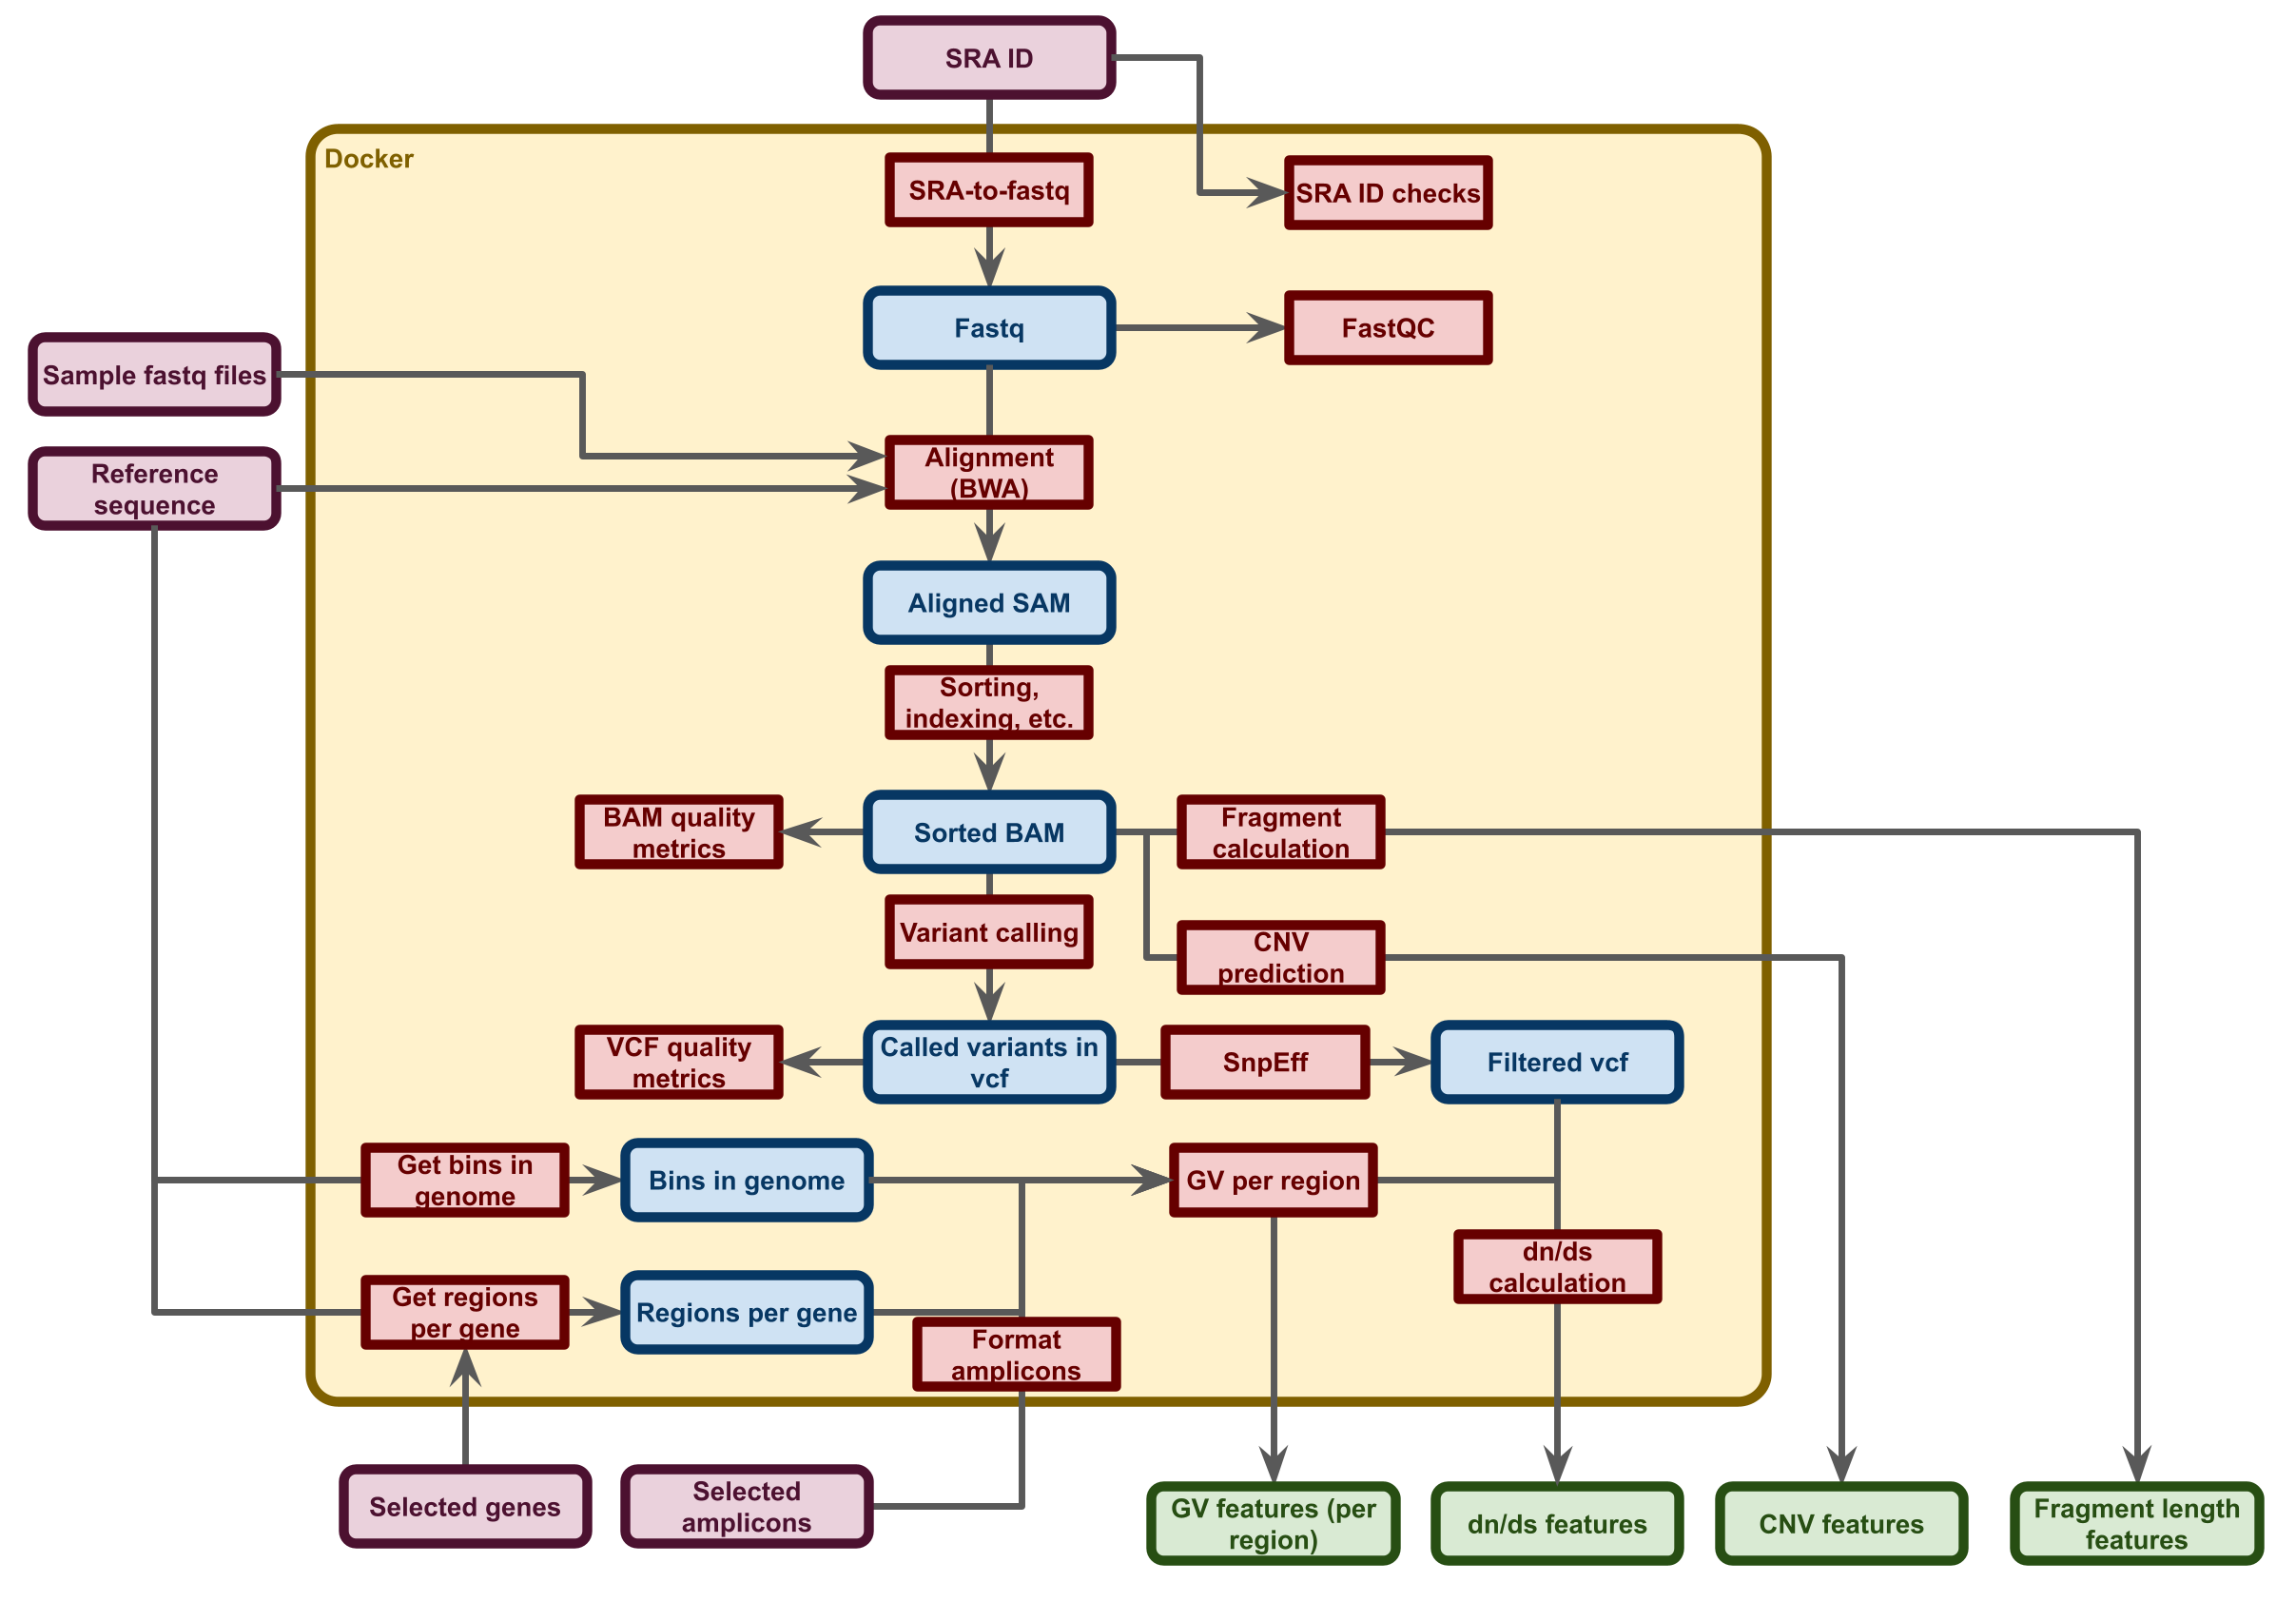 SRA ID
Docker
SRA-to-fastq
SRA ID checks
Fastq
FastQC
Sample fastq files
Reference
sequence
Alignment
(BWA)
Aligned SAM
Sorting,
indexing, etc.
BAM quality
metrics
Sorted BAM
Fragment
calculation
Variant calling
CNV
prediction
VCF quality
metrics
Called variants in
vcf
SnpEff
Filtered vcf
Get bins in
genome
Bins in genome
GV per region
dn/ds
calculation
Get regions
per gene
Regions per gene
Format
amplicons
Selected genes
Selected
amplicons
GV features (per
region)
dn/ds features
CNV features
Fragment length
features